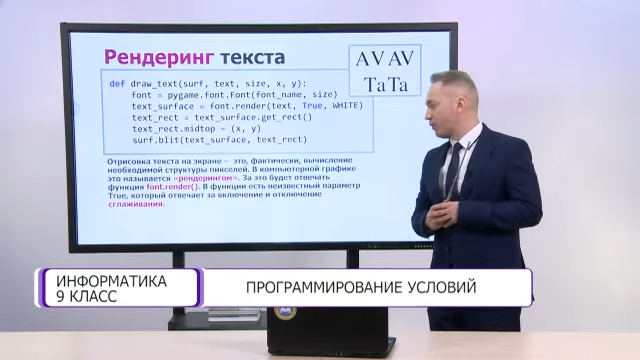 Рендеринг текста
AV AV
TaTa
def draw_text(surf, text, size, x, y):
font = pygame.font.Font(font_name, size)
text_surface = font.render(text, True, WHITE)
text_rect = text_surface.get_rect()
text_rect.midtop = (x, y)
surf.blit(text_surface, text_rect)
Отрисовка текста на экране – это, фактически, вычисление
необходимой структуры пикселей. В компьютерной графике
это называется «рендерингом». За это будет отвечать
функция font.render(). В функции есть неизвестный параметр
True, который отвечает за включение и отключение
сглаживания.
ИНФОРМАТИКА
9 КЛАСС
ПРОГРАММИРОВАНИЕ УСЛОВИЙ